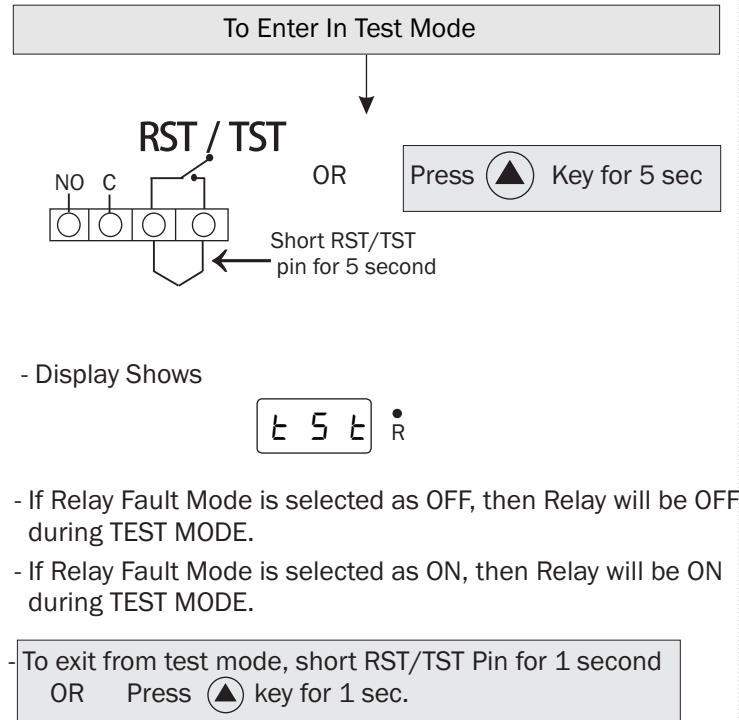 To Enter In Test Mode
RST / TST
NO C
OR
Press ▲ Key for 5 sec
Short RST/TST
pin for 5 second
- Display Shows
t S t
R
- If Relay Fault Mode is selected as OFF, then Relay will be OFF
during TEST MODE.
- If Relay Fault Mode is selected as ON, then Relay will be ON
during TEST MODE.
- To exit from test mode, short RST/TST Pin for 1 second
OR Press ▲ key for 1 sec.